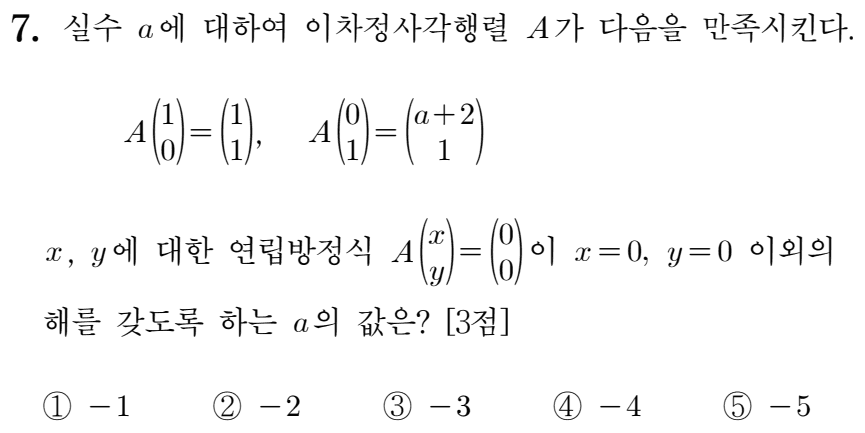 7. 실수 a에 대하여 이차정사각행렬 A가 다음을 만족시킨다.
A(1 0) = (1 1), A(0 1) = (a+2 1)
x, y에 대한 연립방정식 A(x y) = (0 0)이 x=0, y=0 이외의
해를 갖도록 하는 a의 값은? [3점]
① -1 ② -2 ③ -3 ④ -4 ⑤ -5